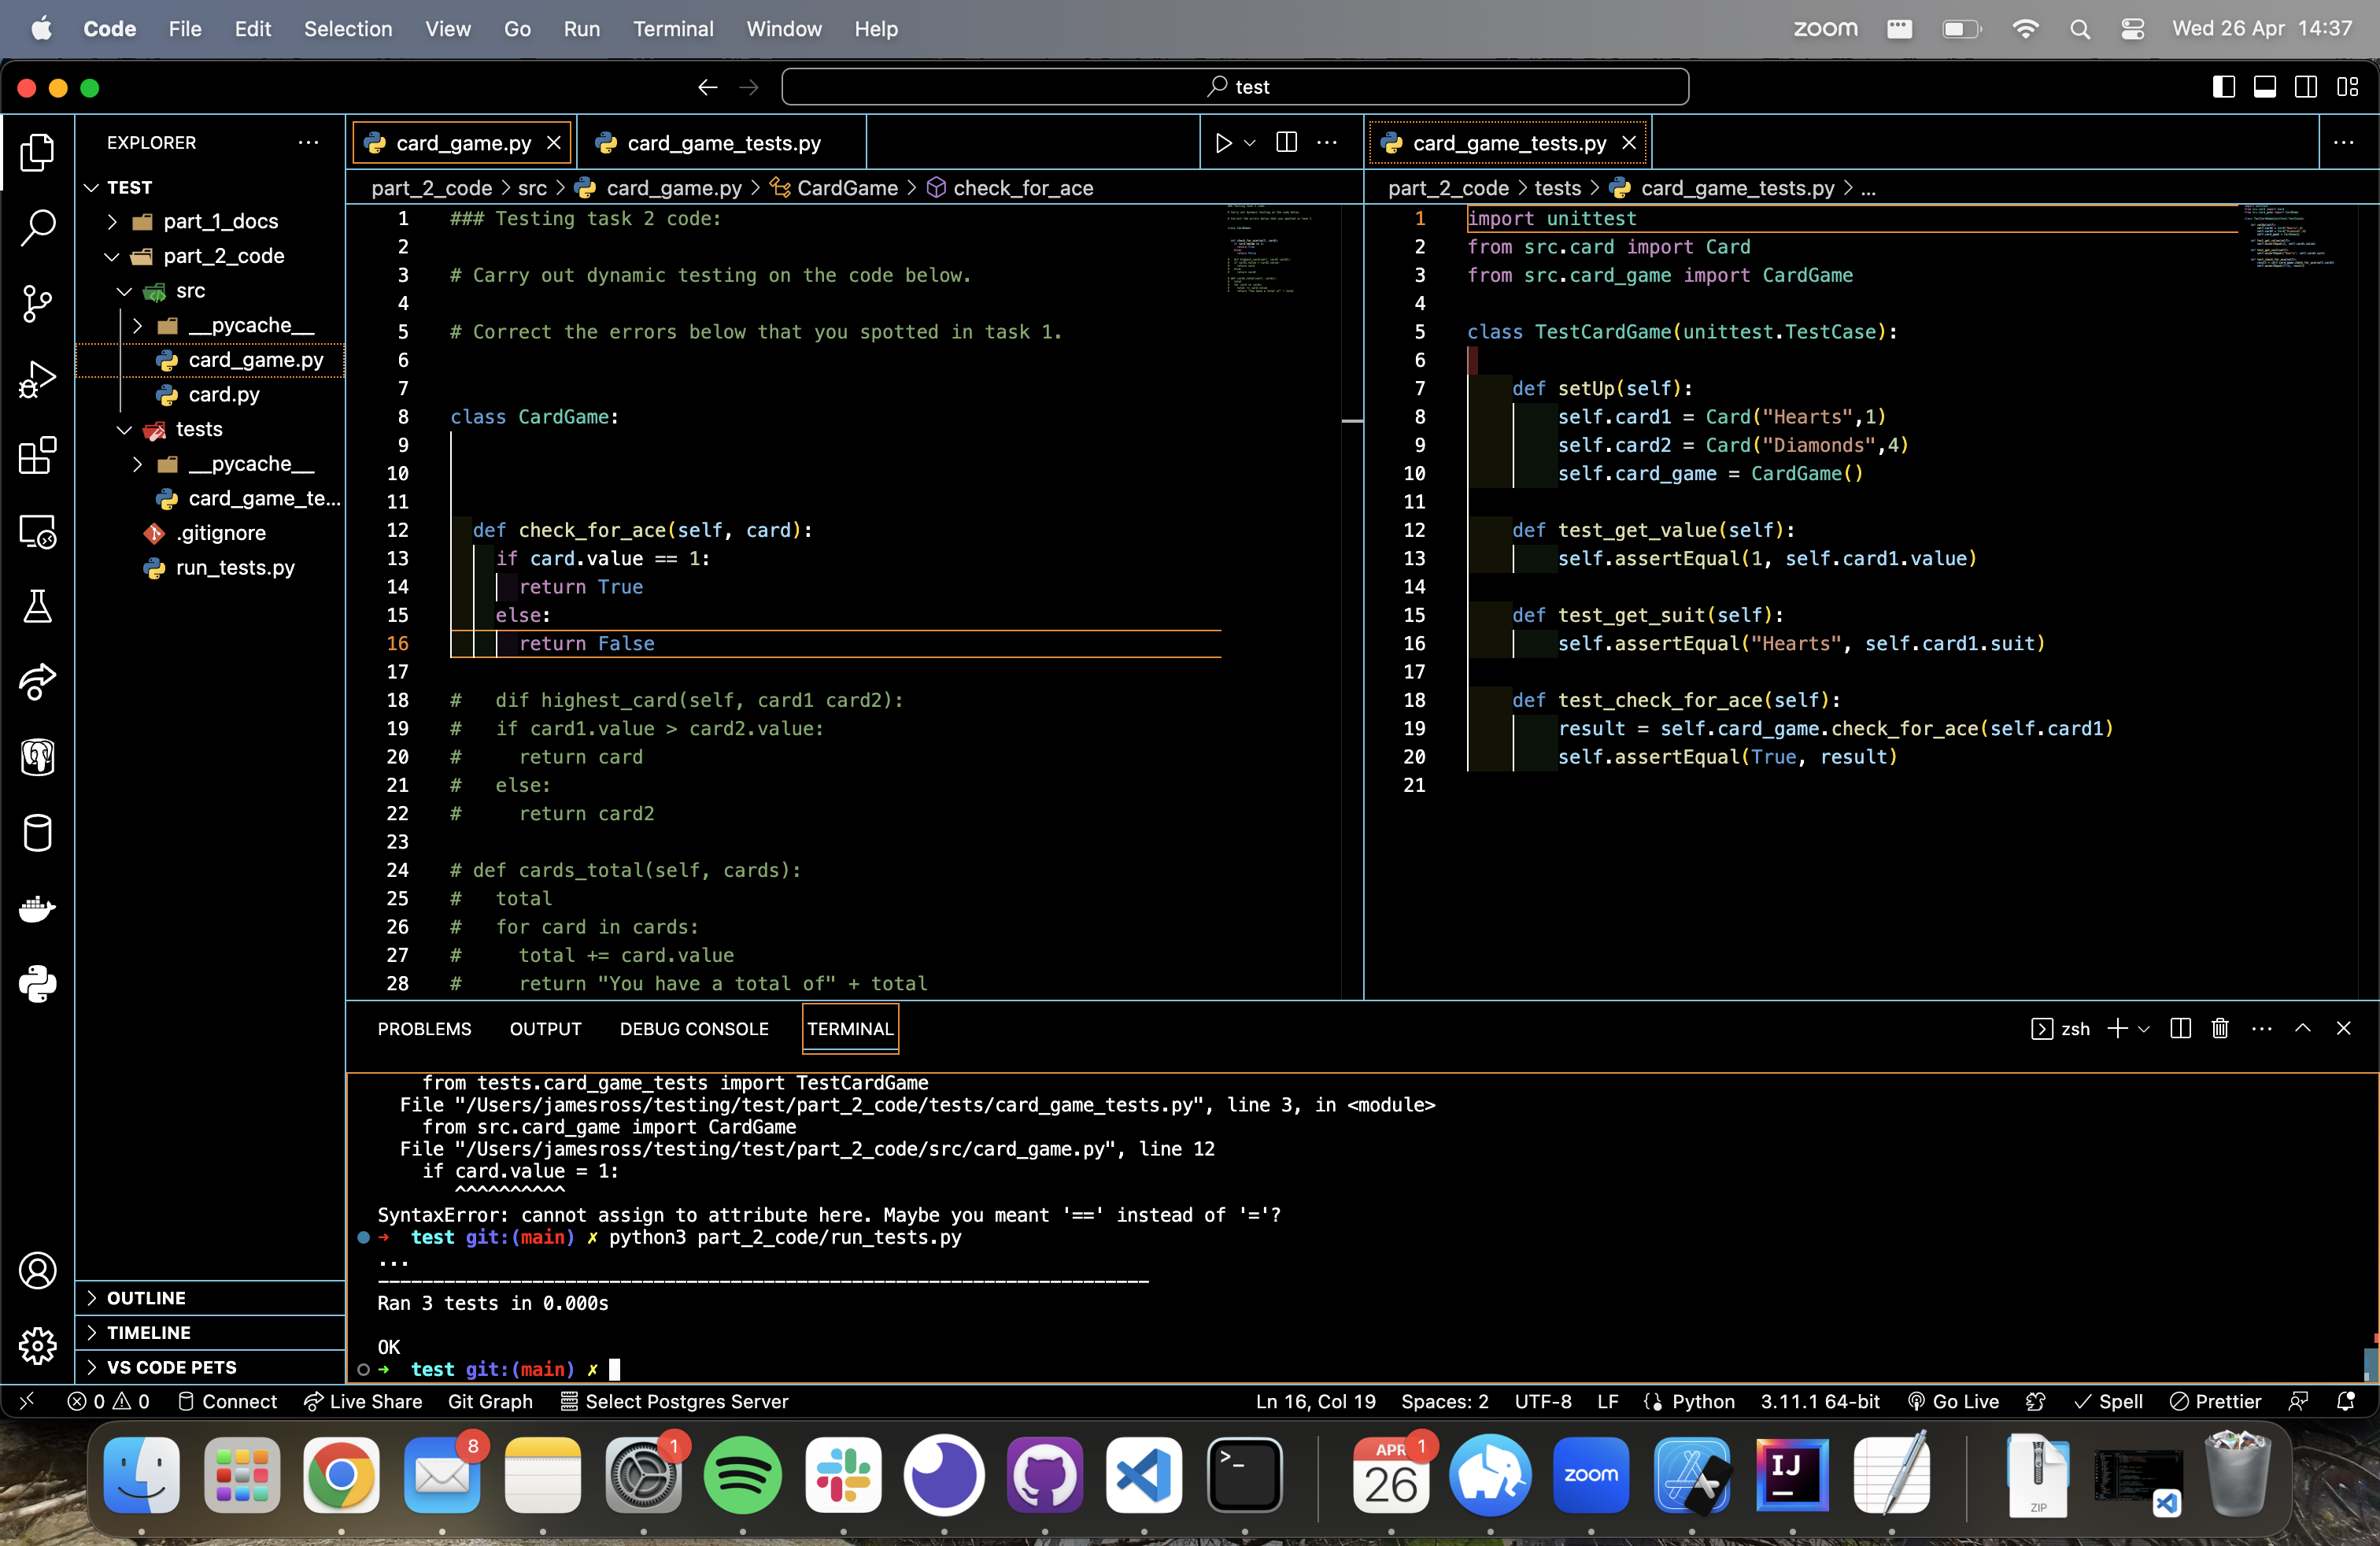 Code File Edit Selection View Go Run Terminal Window Help zoom Wed 26 Apr 14:37
test
EXPLORER
TEST
part_1_docs
part_2_code
src
__pycache__
card_game.py
card.py
tests
__pycache__
card_game_te...
.gitignore
run_tests.py
OUTLINE
TIMELINE
VS CODE PETS
card_game.py card_game_tests.py
part_2_code > src > card_game.py > CardGame > check_for_ace
1 ### Testing task 2 code:
2
3 # Carry out dynamic testing on the code below.
4
5 # Correct the errors below that you spotted in task 1.
6
7
8 class CardGame:
9
10
11
12 def check_for_ace(self, card):
13 if card.value == 1:
14 return True
15 else:
16 return False
17
18 # dif highest_card(self, card1 card2):
19 # if card1.value > card2.value:
20 # return card
21 # else:
22 # return card2
23
24 # def cards_total(self, cards):
25 # total
26 # for card in cards:
27 # total += card.value
28 # return "You have a total of" + total
card_game_tests.py
part_2_code > tests > card_game_tests.py > ...
1 import unittest
2 from src.card import Card
3 from src.card_game import CardGame
4
5 class TestCardGame(unittest.TestCase):
6
7 def setUp(self):
8 self.card1 = Card("Hearts",1)
9 self.card2 = Card("Diamonds",4)
10 self.card_game = CardGame()
11
12 def test_get_value(self):
13 self.assertEqual(1, self.card1.value)
14
15 def test_get_suit(self):
16 self.assertEqual("Hearts", self.card1.suit)
17
18 def test_check_for_ace(self):
19 result = self.card_game.check_for_ace(self.card1)
20 self.assertEqual(True, result)
21
PROBLEMS OUTPUT DEBUG CONSOLE TERMINAL zsh
from tests.card_game_tests import TestCardGame
File "/Users/jamesross/testing/test/part_2_code/tests/card_game_tests.py", line 3, in <module>
from src.card_game import CardGame
File "/Users/jamesross/testing/test/part_2_code/src/card_game.py", line 12
if card.value = 1:
^^^^^^^^^^
SyntaxError: cannot assign to attribute here. Maybe you meant '==' instead of '='?
➜ test git:(main) ✗ python3 part_2_code/run_tests.py
...
----------------------------------------------------------------------
Ran 3 tests in 0.000s
OK
➜ test git:(main) ✗
0 0 Connect Live Share Git Graph Select Postgres Server Ln 16, Col 19 Spaces: 2 UTF-8 LF Python 3.11.1 64-bit Go Live Spell Prettier
8 1 >_ APR 26 1 zoom IJ ZIP